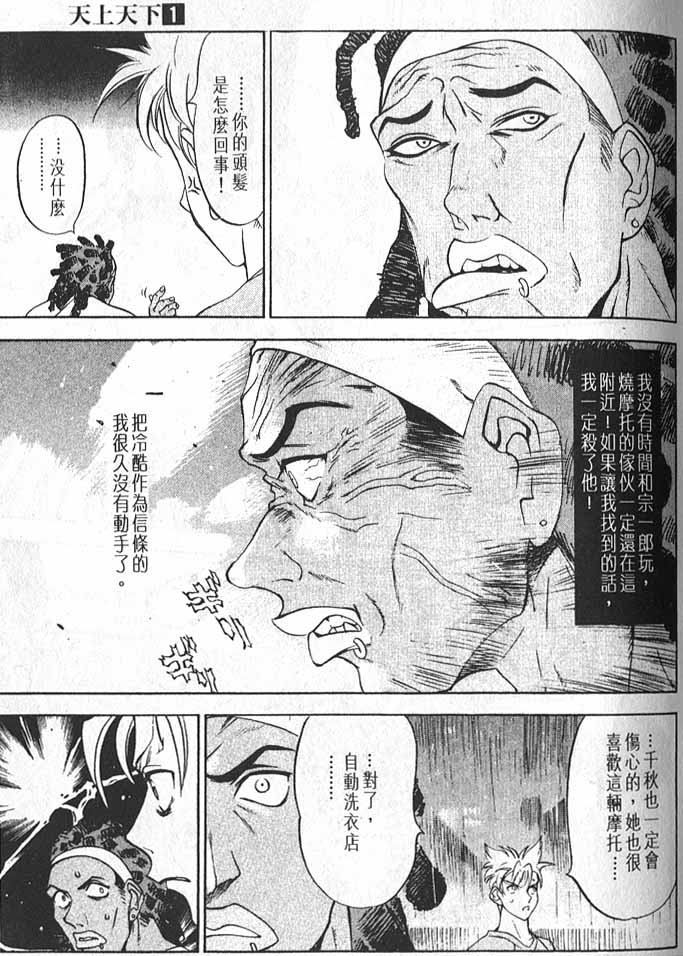 天上天下1
………你的頭髮
是怎麼回事！
……没什麼
………
我沒有時間和宗一郎玩，
燒摩托的傢伙一定還在這
附近！如果讓我找到的話，
我一定殺了他！
把冷酷作為信條的
我很久沒有動手了。
…千秋也一定會
傷心的，她也很
喜歡這輛摩托……
…對了，
自動洗衣店
………